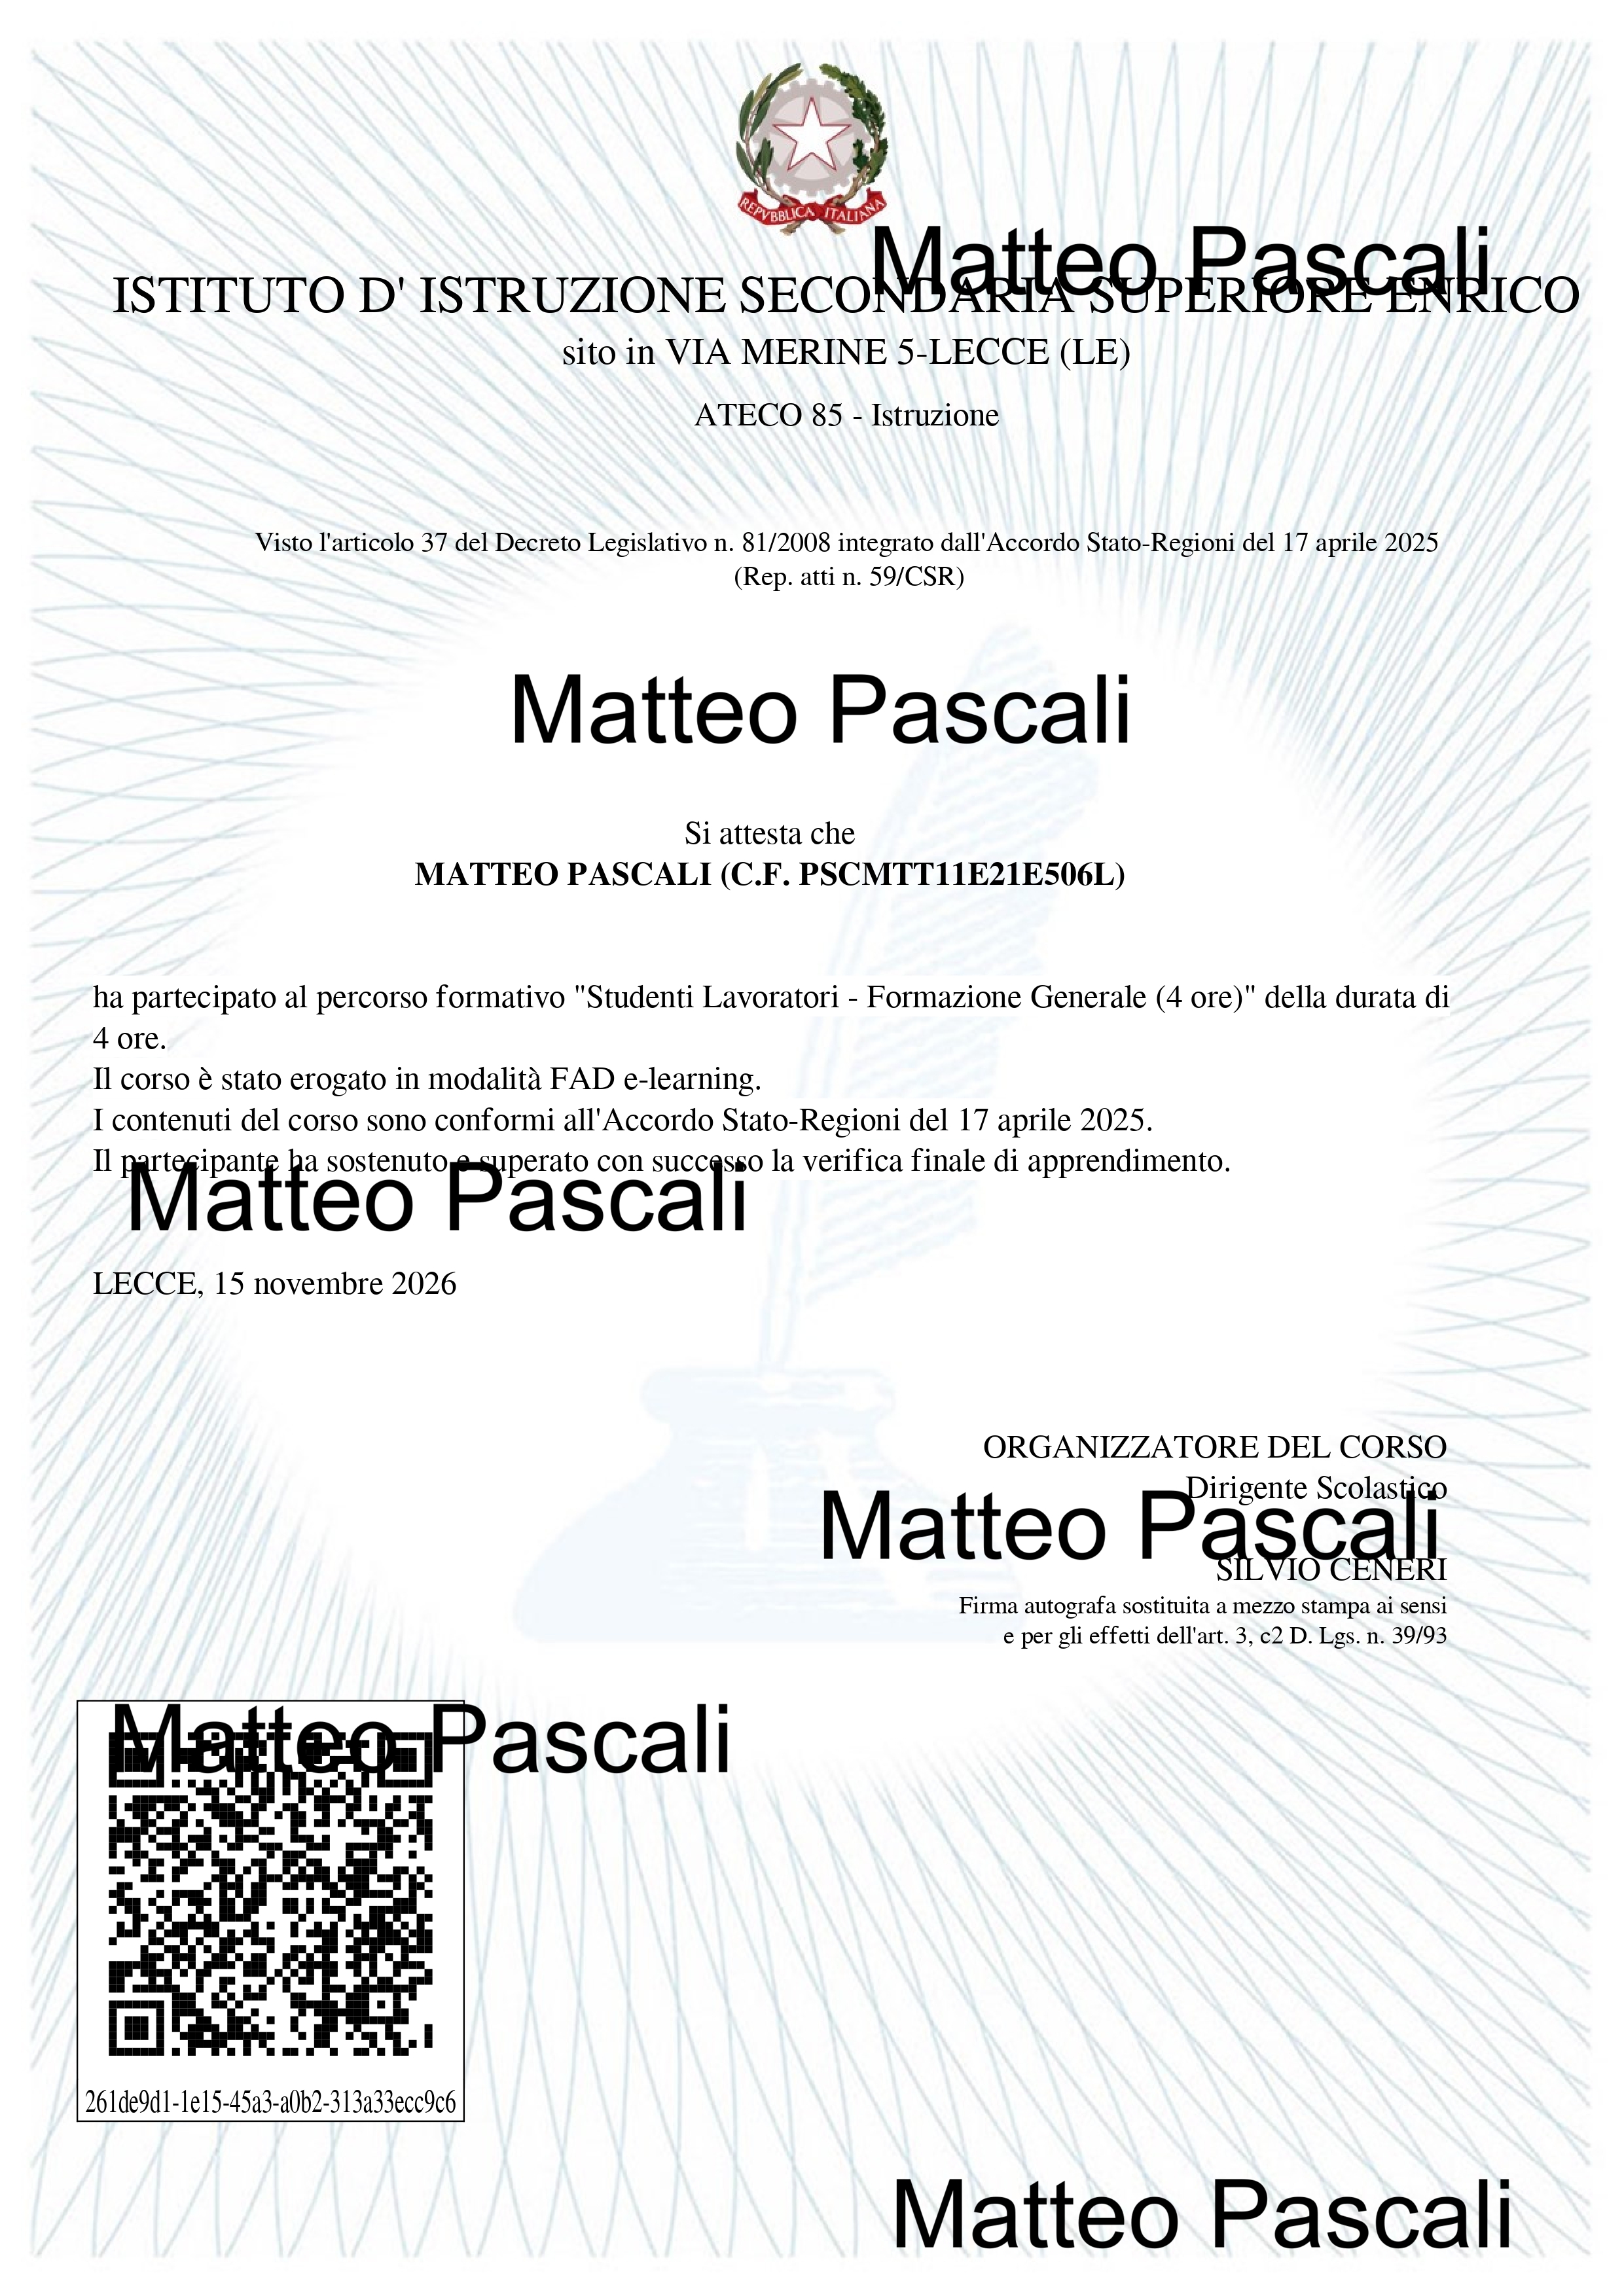 REPVBBLICA ITALIANA
Matteo Pascali
ISTITUTO D' ISTRUZIONE SECONDARIA SUPERIORE ENRICO
sito in VIA MERINE 5-LECCE (LE)
ATECO 85 - Istruzione
Visto l'articolo 37 del Decreto Legislativo n. 81/2008 integrato dall'Accordo Stato-Regioni del 17 aprile 2025
(Rep. atti n. 59/CSR)
Matteo Pascali
Si attesta che
MATTEO PASCALI (C.F. PSCMTT11E21E506L)
ha partecipato al percorso formativo "Studenti Lavoratori - Formazione Generale (4 ore)" della durata di
4 ore.
Il corso è stato erogato in modalità FAD e-learning.
I contenuti del corso sono conformi all'Accordo Stato-Regioni del 17 aprile 2025.
Il partecipante ha sostenuto e superato con successo la verifica finale di apprendimento.
Matteo Pascali
LECCE, 15 novembre 2026
ORGANIZZATORE DEL CORSO
Dirigente Scolastico
Matteo Pascali
SILVIO CENERI
Firma autografa sostituita a mezzo stampa ai sensi
e per gli effetti dell'art. 3, c2 D. Lgs. n. 39/93
Matteo Pascali
261de9d1-1e15-45a3-a0b2-313a33ecc9c6
Matteo Pascali